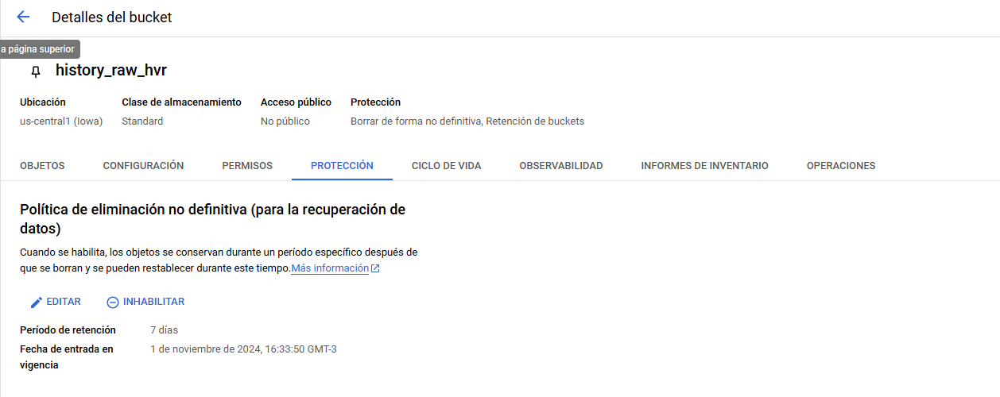 Detalles del bucket
a página superior
history_raw_hvr
Ubicación Clase de almacenamiento Acceso público Protección
us-central1 (Iowa) Standard No público Borrar de forma no definitiva, Retención de buckets
OBJETOS CONFIGURACIÓN PERMISOS PROTECCIÓN CICLO DE VIDA OBSERVABILIDAD INFORMES DE INVENTARIO OPERACIONES
Política de eliminación no definitiva (para la recuperación de
datos)
Cuando se habilita, los objetos se conservan durante un período específico después de
que se borran y se pueden restablecer durante este tiempo.Más información
EDITAR INHABILITAR
Período de retención 7 días
Fecha de entrada en 1 de noviembre de 2024, 16:33:50 GMT-3
vigencia